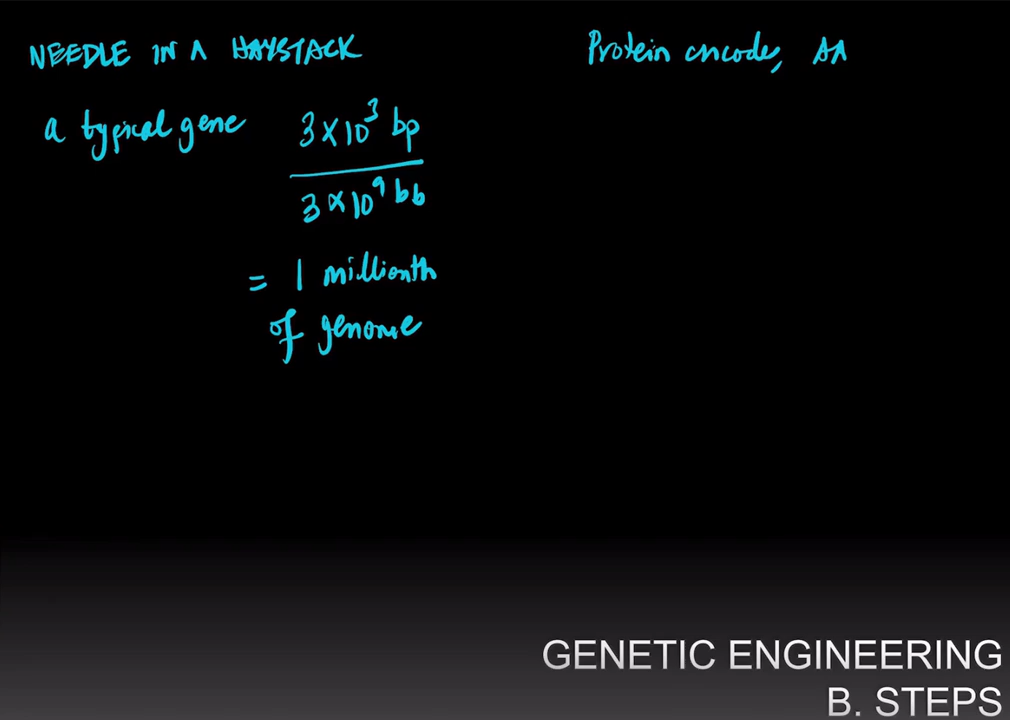 NEEDLE IN A HAYSTACK
a typical gene
3 × 10³ bp
3 × 10⁹ bb
= 1 millionth
of genome
Protein encode, AA
GENETIC ENGINEERING
B. STEPS